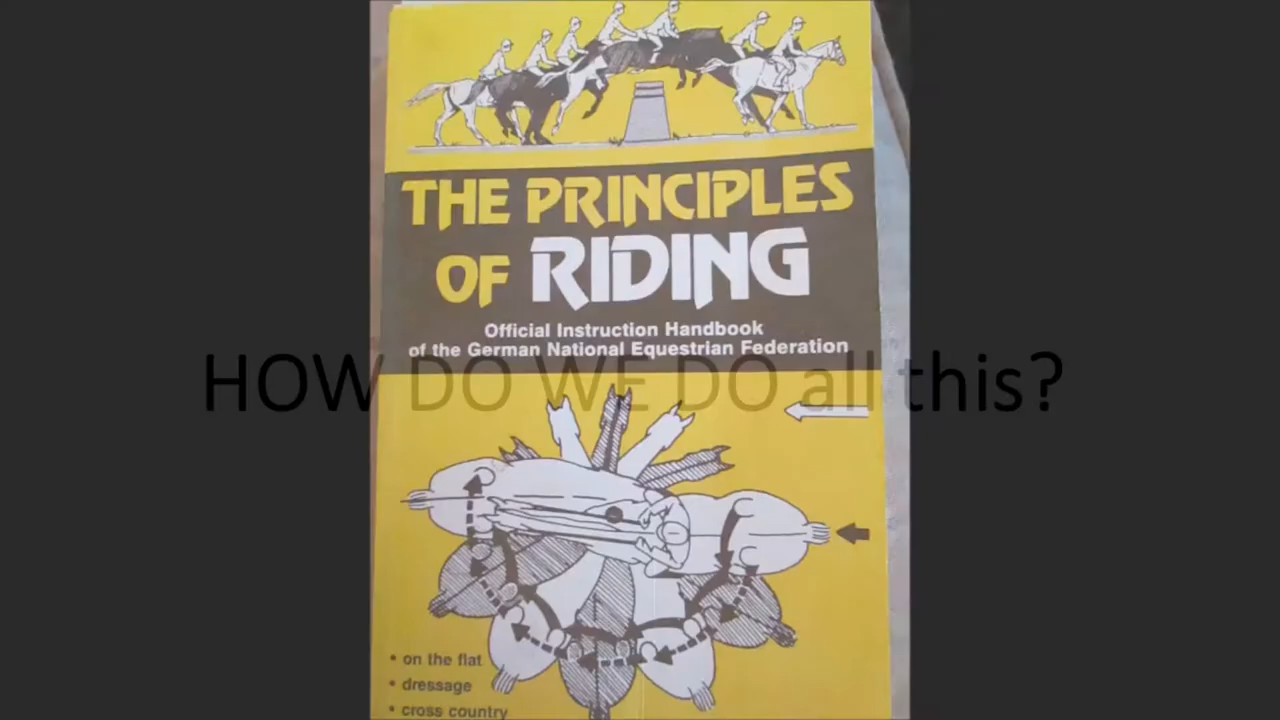 THE PRINCIPLES
OF RIDING
Official Instruction Handbook
of the German National Equestrian Federation
HOW DO WE DO all this?
• on the flat
• dressage
• cross country